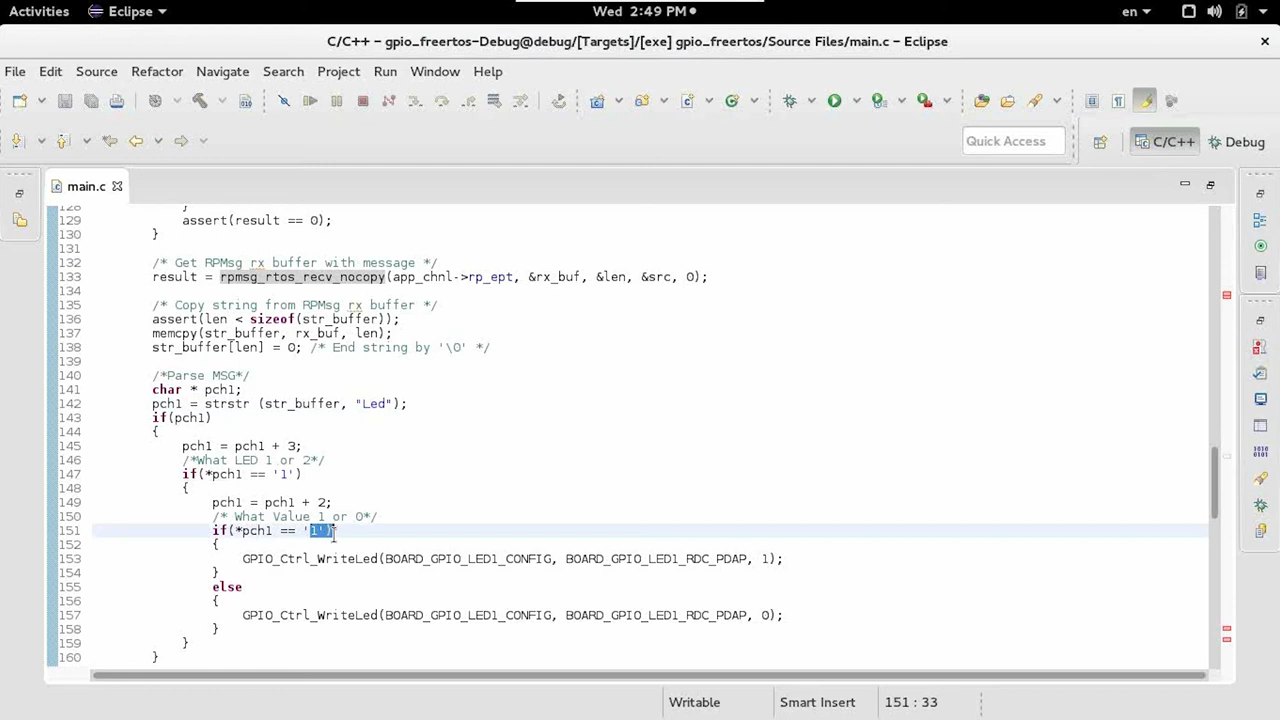 Activities Eclipse Wed 2:49 PM en
C/C++ – gpio_freertos-Debug@debug/[Targets]/[exe] gpio_freertos/Source Files/main.c – Eclipse
File Edit Source Refactor Navigate Search Project Run Window Help
Quick Access C/C++ Debug
main.c
128 }
129 assert(result == 0);
130 }
131
132 /* Get RPMsg rx buffer with message */
133 result = rpmsg_rtos_recv_nocopy(app_chnl->rp_ept, &rx_buf, &len, &src, 0);
134
135 /* Copy string from RPMsg rx buffer */
136 assert(len < sizeof(str_buffer));
137 memcpy(str_buffer, rx_buf, len);
138 str_buffer[len] = 0; /* End string by '\0' */
139
140 /*Parse MSG*/
141 char * pch1;
142 pch1 = strstr (str_buffer, "Led");
143 if(pch1)
144 {
145 pch1 = pch1 + 3;
146 /*What LED 1 or 2*/
147 if(*pch1 == '1')
148 {
149 pch1 = pch1 + 2;
150 /* What Value 1 or 0*/
151 if(*pch1 == '1')
152 {
153 GPIO_Ctrl_WriteLed(BOARD_GPIO_LED1_CONFIG, BOARD_GPIO_LED1_RDC_PDAP, 1);
154 }
155 else
156 {
157 GPIO_Ctrl_WriteLed(BOARD_GPIO_LED1_CONFIG, BOARD_GPIO_LED1_RDC_PDAP, 0);
158 }
159 }
160 }
Writable Smart Insert 151 : 33